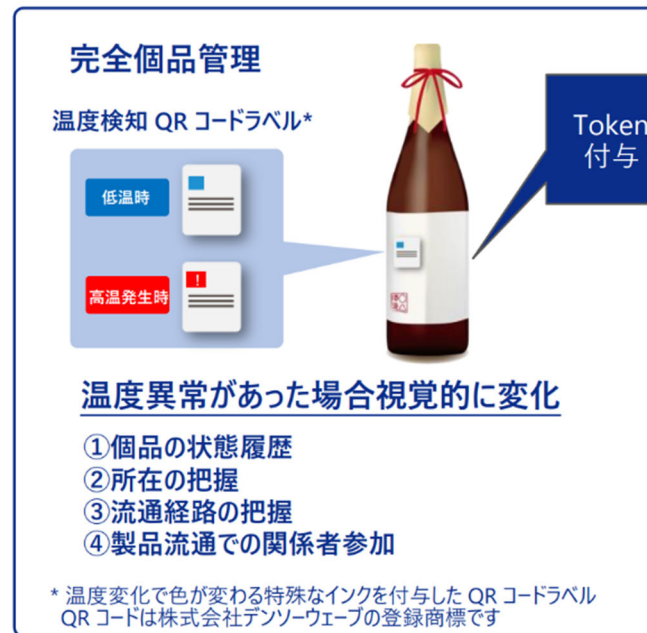 完全個品管理
温度検知 QR コードラベル*
低温時
高温発生時
!
Token
付与
温度異常があった場合視覚的に変化
①個品の状態履歴
②所在の把握
③流通経路の把握
④製品流通での関係者参加
* 温度変化で色が変わる特殊なインクを付与した QR コードラベル
QR コードは株式会社デンソーウェーブの登録商標です